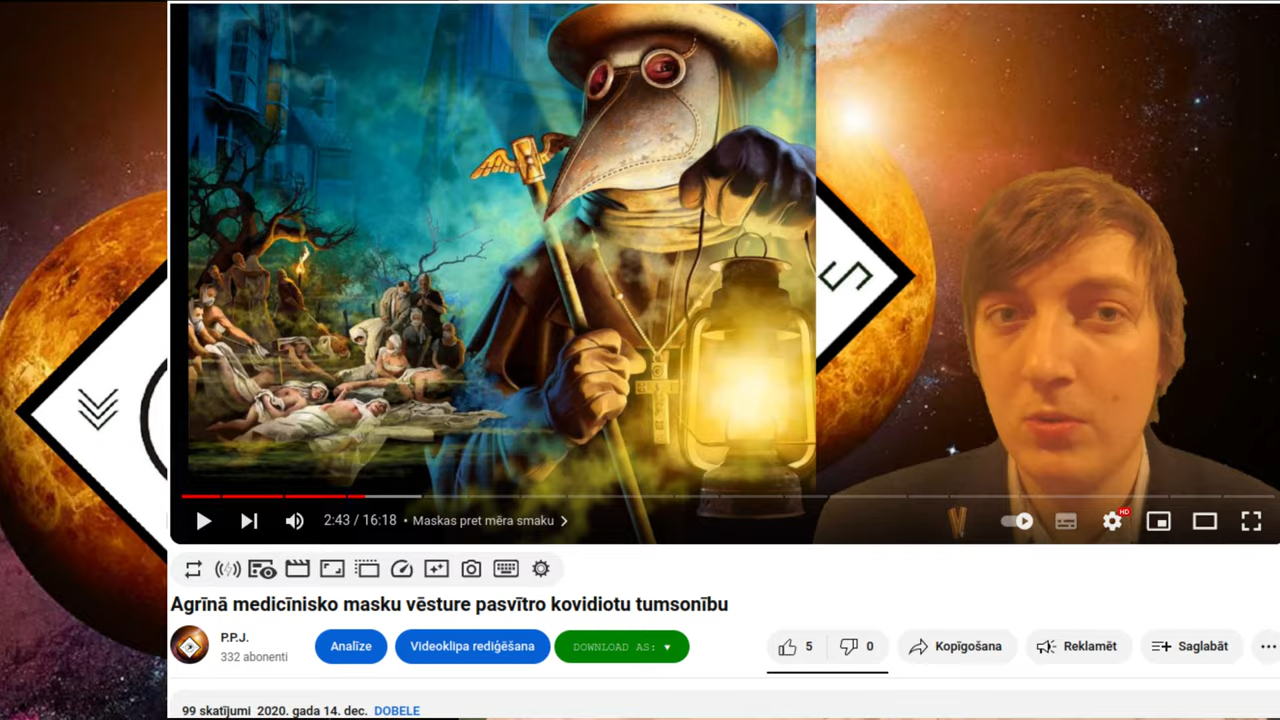 2:43 / 16:18 • Maskas pret mēra smaku
HD
Agrīnā medicīnisko masku vēsture pasvītro kovidiotu tumsonību
P.P.J.
332 abonenti
Analīze
Videoklipa rediģēšana
DOWNLOAD AS: ▼
5
0
Kopīgošana
Reklamēt
Saglabāt
99 skatījumi 2020. gada 14. dec. DOBELE